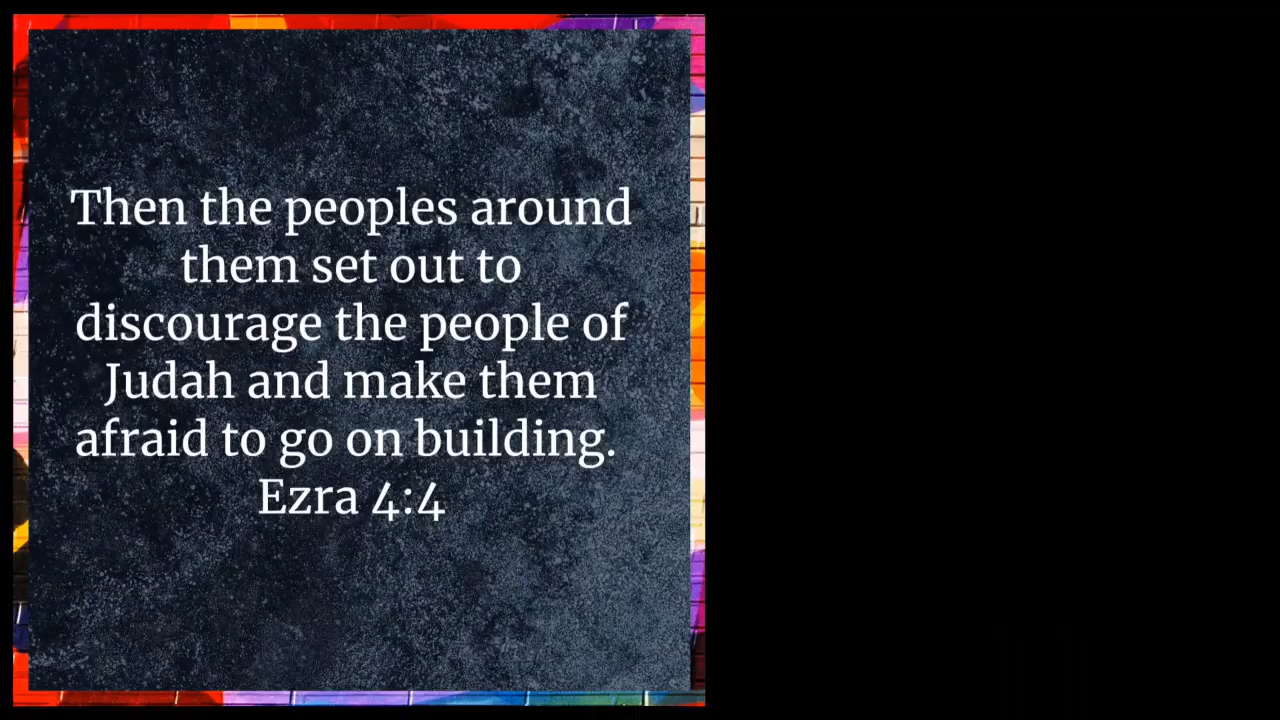 Then the peoples around
them set out to
discourage the people of
Judah and make them
afraid to go on building.
Ezra 4:4